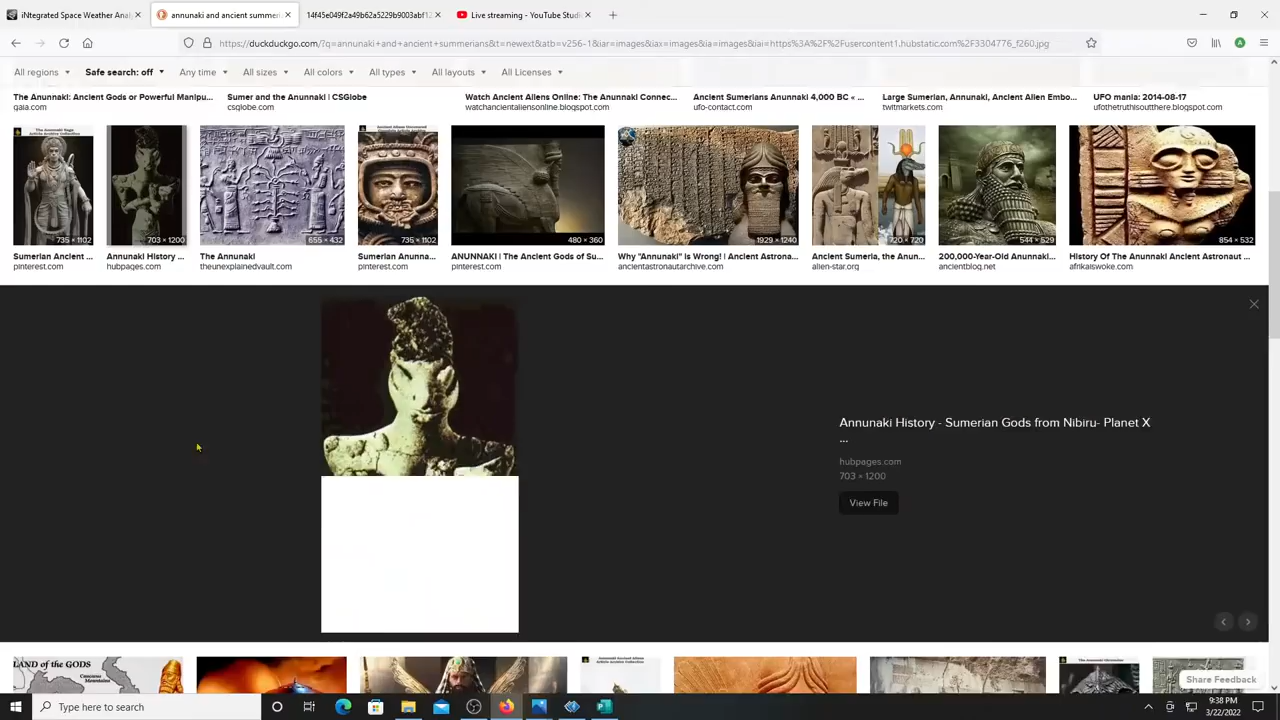 iNtegrated Space Weather Anal
annunaki and ancient summeri
14f45e049f2a49b62a5229b9003abf12
Live streaming - YouTube Studi
https://duckduckgo.com/?q=annunaki+and+ancient+summerians&t=newext&atb=v256-1&iar=images&iax=images&ia=images&iai=https%3A%2F%2Fusercontent1.hubstatic.com%2F3304776_f260.jpg
All regions
Safe search: off
Any time
All sizes
All colors
All types
All layouts
All Licenses
The Anunnaki: Ancient Gods or Powerful Manipu...
gaia.com
Sumer and the Anunnaki | CSGlobe
csglobe.com
Watch Ancient Aliens Online: The Anunnaki Connec...
watchancientaliensonline.blogspot.com
Ancient Sumerians Anunnaki 4,000 BC « ...
ufo-contact.com
Large Sumerian, Annunaki, Ancient Alien Embo...
twitmarkets.com
UFO mania: 2014-08-17
ufothetruthisoutthere.blogspot.com
735 × 1102
703 × 1200
655 × 432
735 × 1102
480 × 360
1929 × 1240
720 × 720
544 × 529
854 × 532
Sumerian Ancient ...
pinterest.com
Annunaki History ...
hubpages.com
The Annunaki
theunexplainedvault.com
Sumerian Anunna...
pinterest.com
ANUNNAKI | The Ancient Gods of Su...
pinterest.com
Why "Annunaki" Is Wrong! | Ancient Astrona...
ancientastronautarchive.com
Ancient Sumeria, the Anun...
alien-star.org
200,000-Year-Old Anunnaki...
ancientblog.net
History Of The Anunnaki Ancient Astronaut ...
afrikaiswoke.com
Annunaki History - Sumerian Gods from Nibiru- Planet X
...
hubpages.com
703 × 1200
View File
LAND of the GODS
Caucasus
Mountains
Share Feedback
Type here to search
9:38 PM
3/22/2022